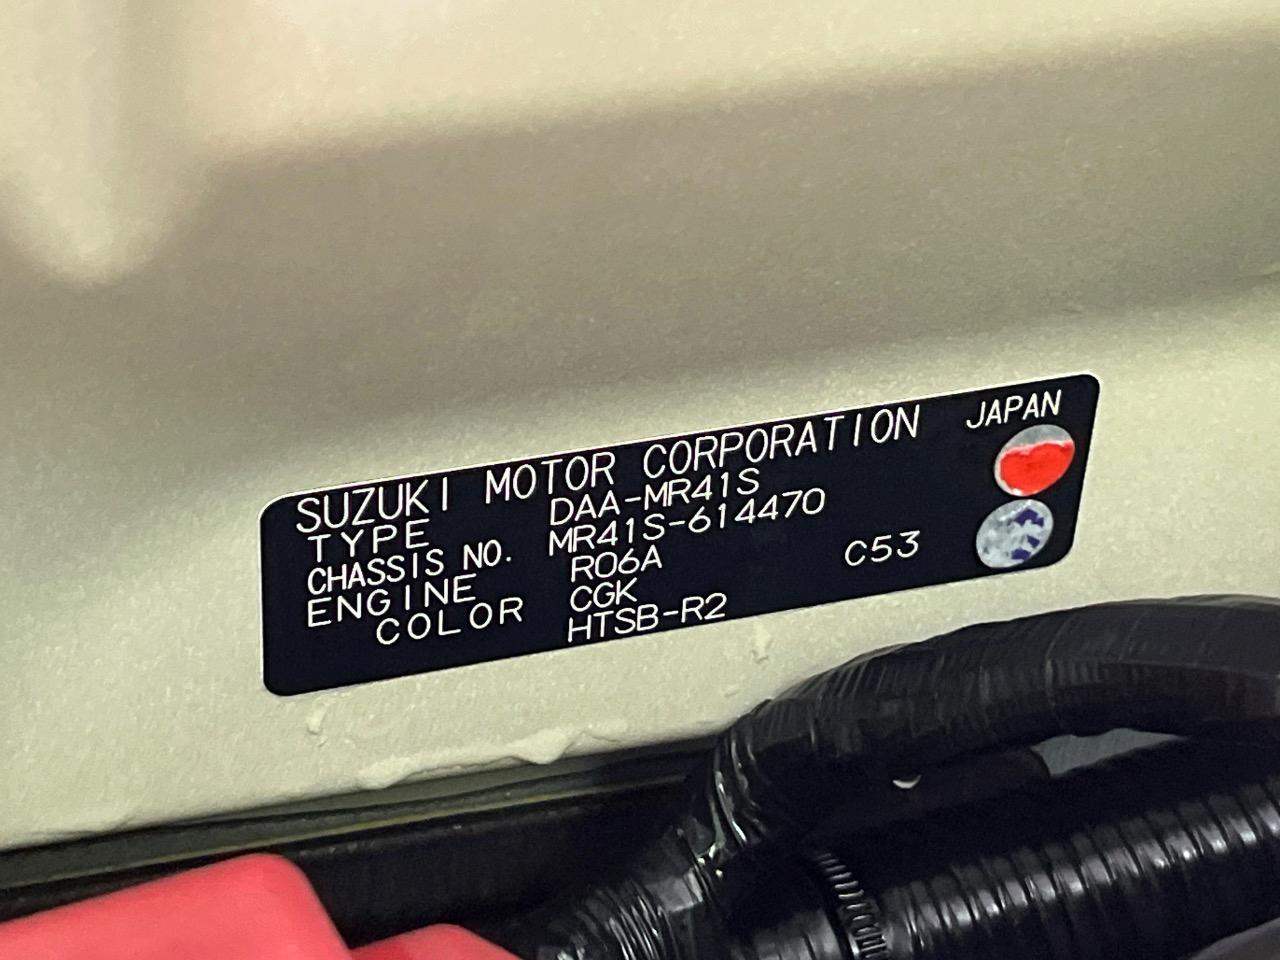 SUZUKI MOTOR CORPORATION JAPAN
TYPE DAA-MR41S
CHASSIS NO. MR41S-614470
ENGINE R06A C53
COLOR CGK
HTSB-R2